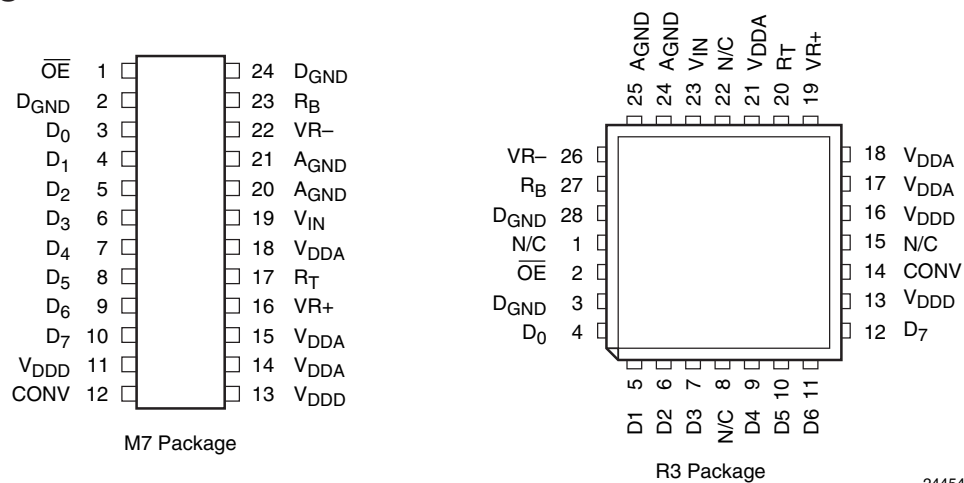 OE 1
DGND 2
D0 3
D1 4
D2 5
D3 6
D4 7
D5 8
D6 9
D7 10
VDDD 11
CONV 12
24 DGND
23 RB
22 VR–
21 AGND
20 AGND
19 VIN
18 VDDA
17 RT
16 VR+
15 VDDA
14 VDDA
13 VDDD
M7 Package
25 AGND
24 AGND
23 VIN
22 N/C
21 VDDA
20 RT
19 VR+
VR– 26
RB 27
DGND 28
N/C 1
OE 2
DGND 3
D0 4
18 VDDA
17 VDDA
16 VDDD
15 N/C
14 CONV
13 VDDD
12 D7
D1 5
D2 6
D3 7
N/C 8
D4 9
D5 10
D6 11
R3 Package